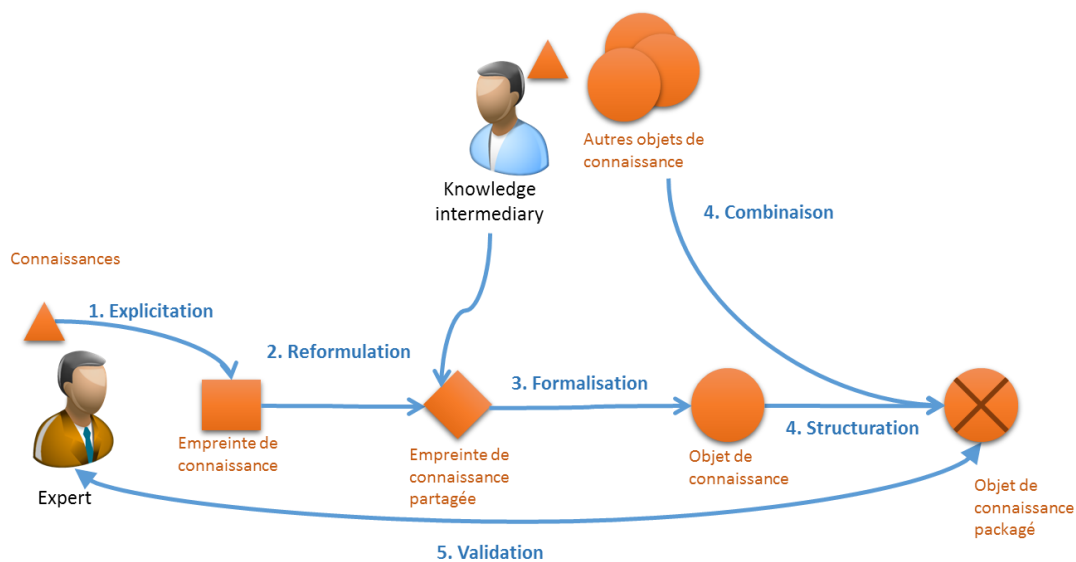 Autres objets de
connaissance
Knowledge
intermediary
4. Combinaison
Connaissances
1. Explicitation
2. Reformulation
3. Formalisation
4. Structuration
Empreinte de
connaissance
Empreinte de
connaissance
partagée
Objet de
connaissance
Objet de
connaissance
packagé
Expert
5. Validation